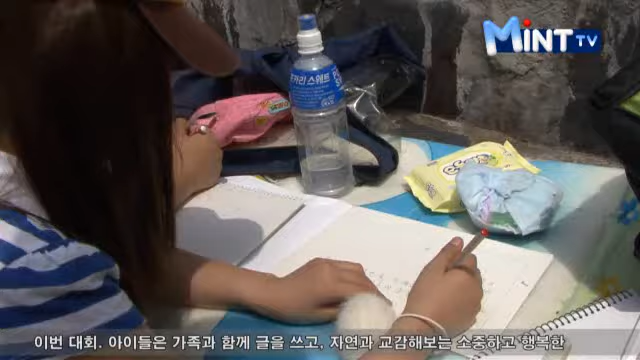 MINT TV
포카리스웨트
이번 대회. 아이들은 가족과 함께 글을 쓰고, 자연과 교감해보는 소중하고 행복한